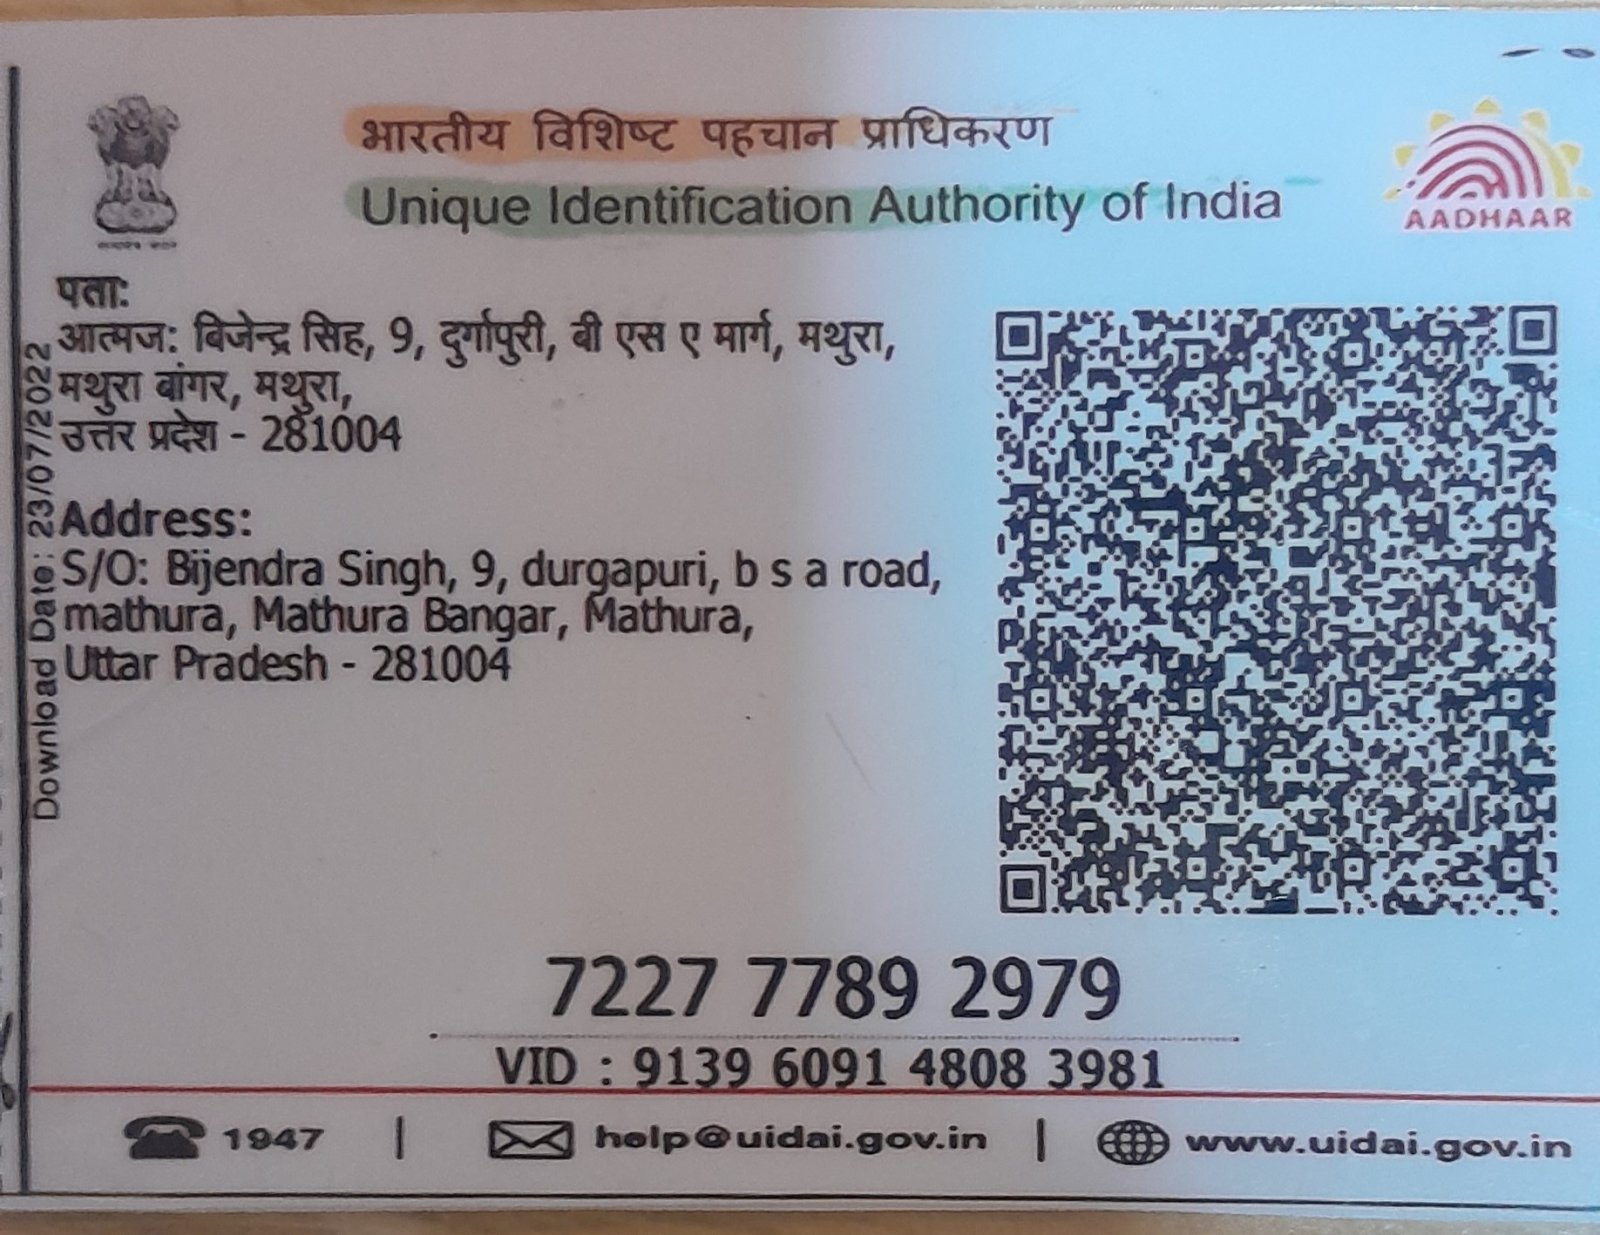 भारतीय विशिष्ट पहचान प्राधिकरण
Unique Identification Authority of India
AADHAAR
पता:
आत्मज: विजेन्द्र सिंह, 9, दुर्गापुरी, बी एस ए मार्ग, मथुरा,
मथुरा बांगर, मथुरा,
उत्तर प्रदेश - 281004
Address:
S/O: Bijendra Singh, 9, durgapuri, b s a road,
mathura, Mathura Bangar, Mathura,
Uttar Pradesh - 281004
Download Date: 23/07/2022
7227 7789 2979
VID : 9139 6091 4808 3981
1947 | help@uidai.gov.in | www.uidai.gov.in